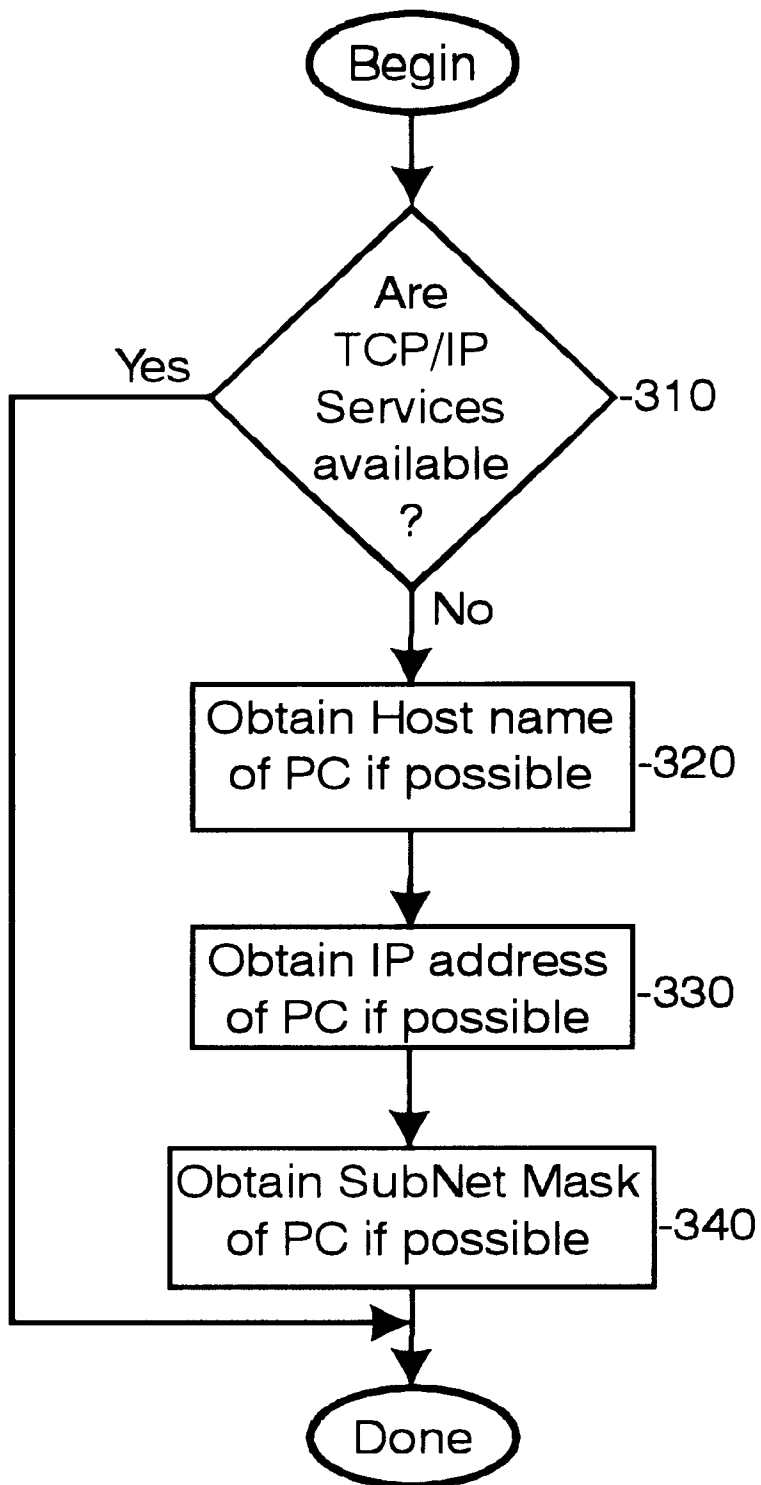 Begin
Are
TCP/IP
Services
available
?
Yes
-310
No
Obtain Host name
of PC if possible
-320
Obtain IP address
of PC if possible
-330
Obtain SubNet Mask
of PC if possible
-340
Done